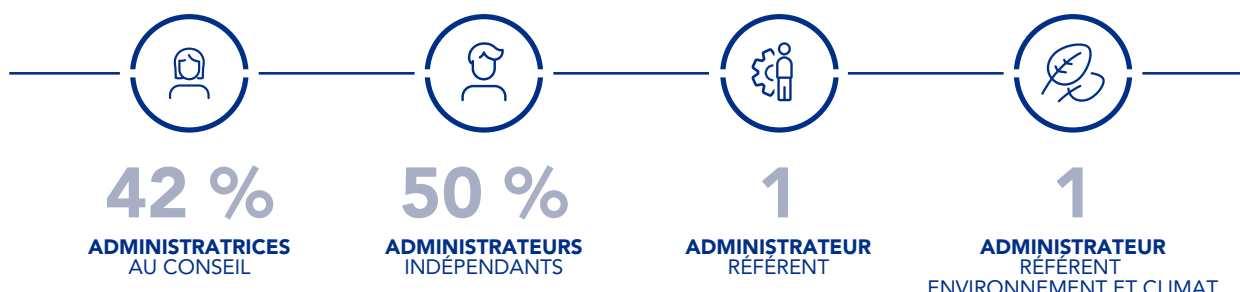 42 %
ADMINISTRATRICES
AU CONSEIL
50 %
ADMINISTRATEURS
INDÉPENDANTS
1
ADMINISTRATEUR
RÉFÉRENT
1
ADMINISTRATEUR
RÉFÉRENT
ENVIRONNEMENT ET CLIMAT